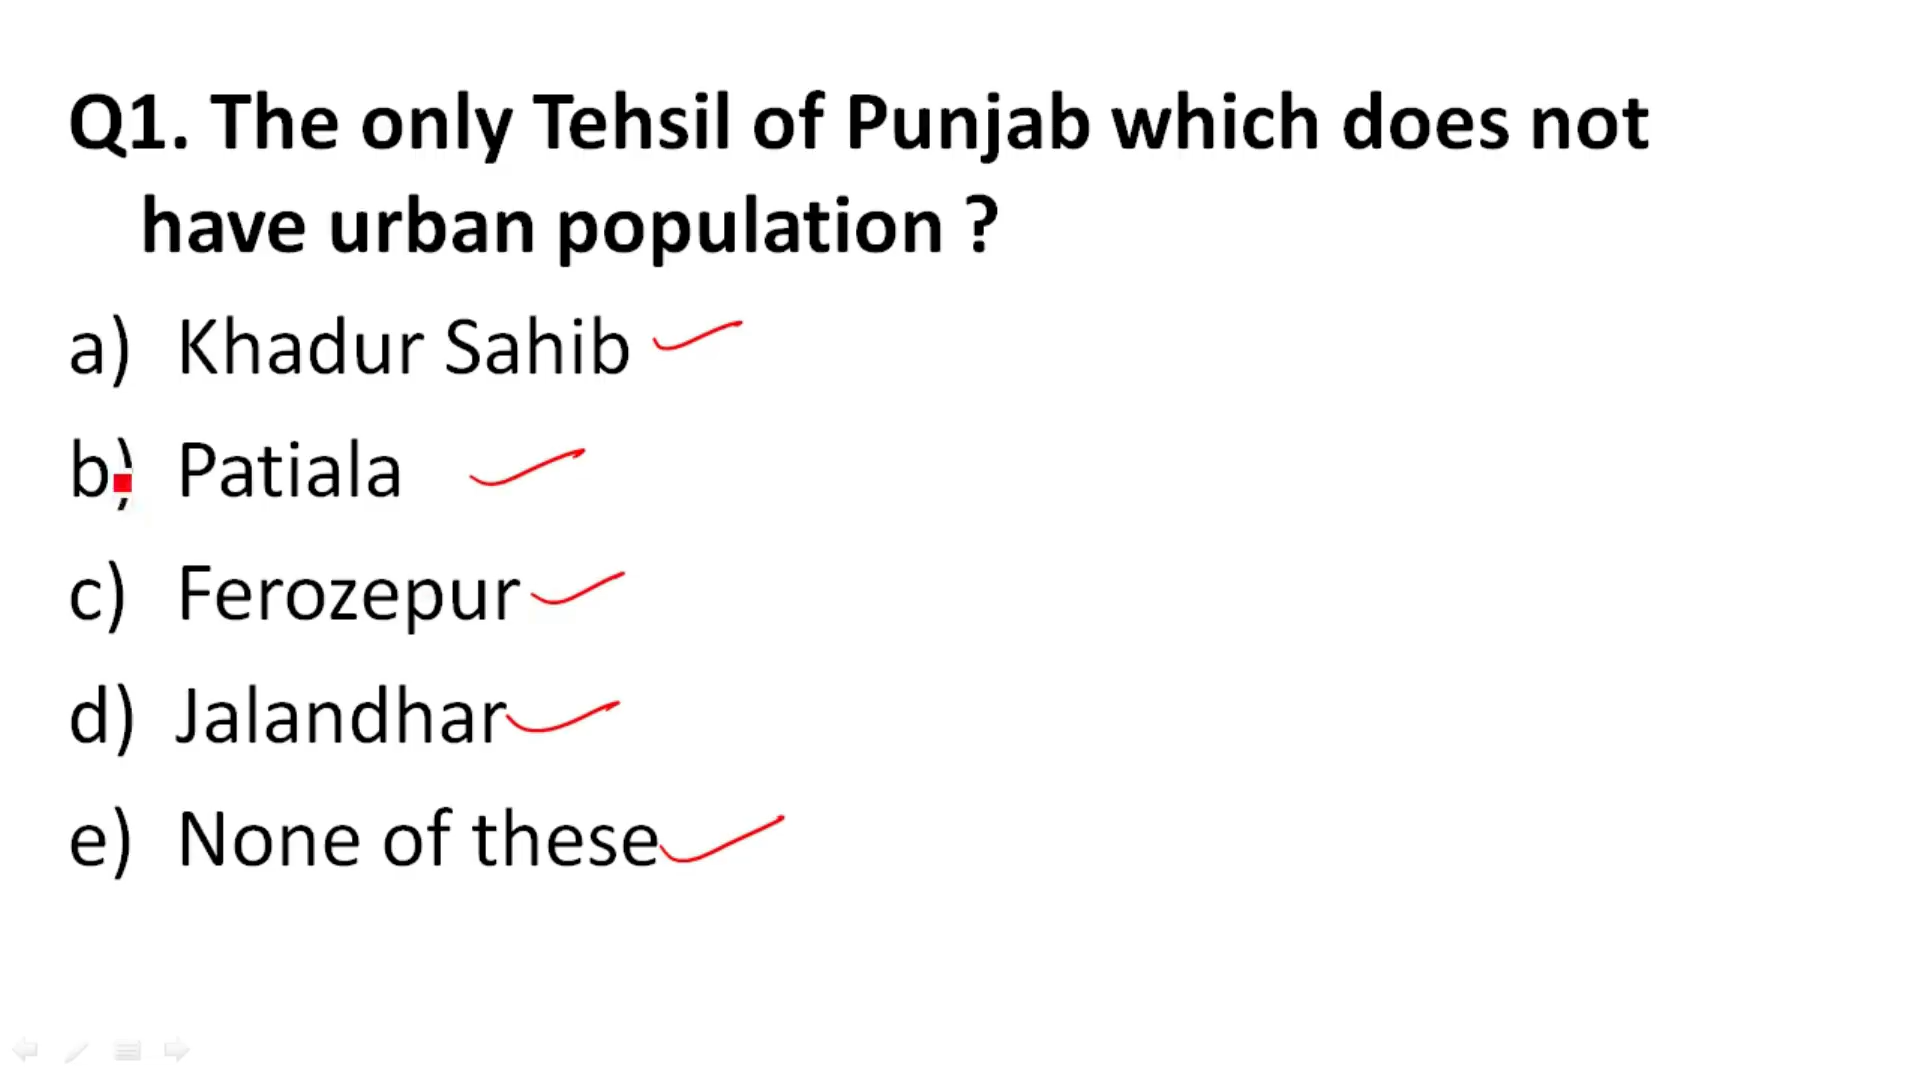 Q1. The only Tehsil of Punjab which does not
have urban population ?
a) Khadur Sahib
b) Patiala
c) Ferozepur
d) Jalandhar
e) None of these